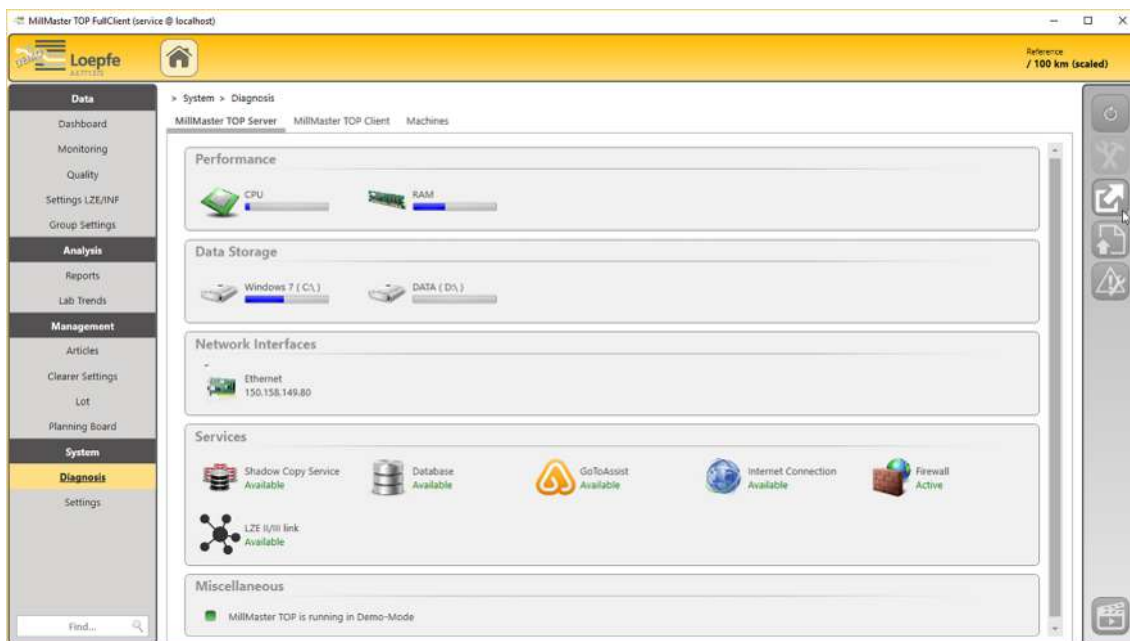 MillMaster TOP FullClient (service @ localhost)
DEMO
Loepfe
Reference
/ 100 km (scaled)
Data
Dashboard
Monitoring
Quality
Settings LZE/INF
Group Settings
Analysis
Reports
Lab Trends
Management
Articles
Clearer Settings
Lot
Planning Board
System
Diagnosis
Settings
Find...
> System > Diagnosis
MillMaster TOP Server MillMaster TOP Client Machines
Performance
CPU
RAM
Data Storage
Windows 7 ( C:\ )
DATA ( D:\ )
Network Interfaces
Ethernet
150.158.149.80
Services
Shadow Copy Service
Available
Database
Available
GoToAssist
Available
Internet Connection
Available
Firewall
Active
LZE II/III link
Available
Miscellaneous
MillMaster TOP is running in Demo-Mode